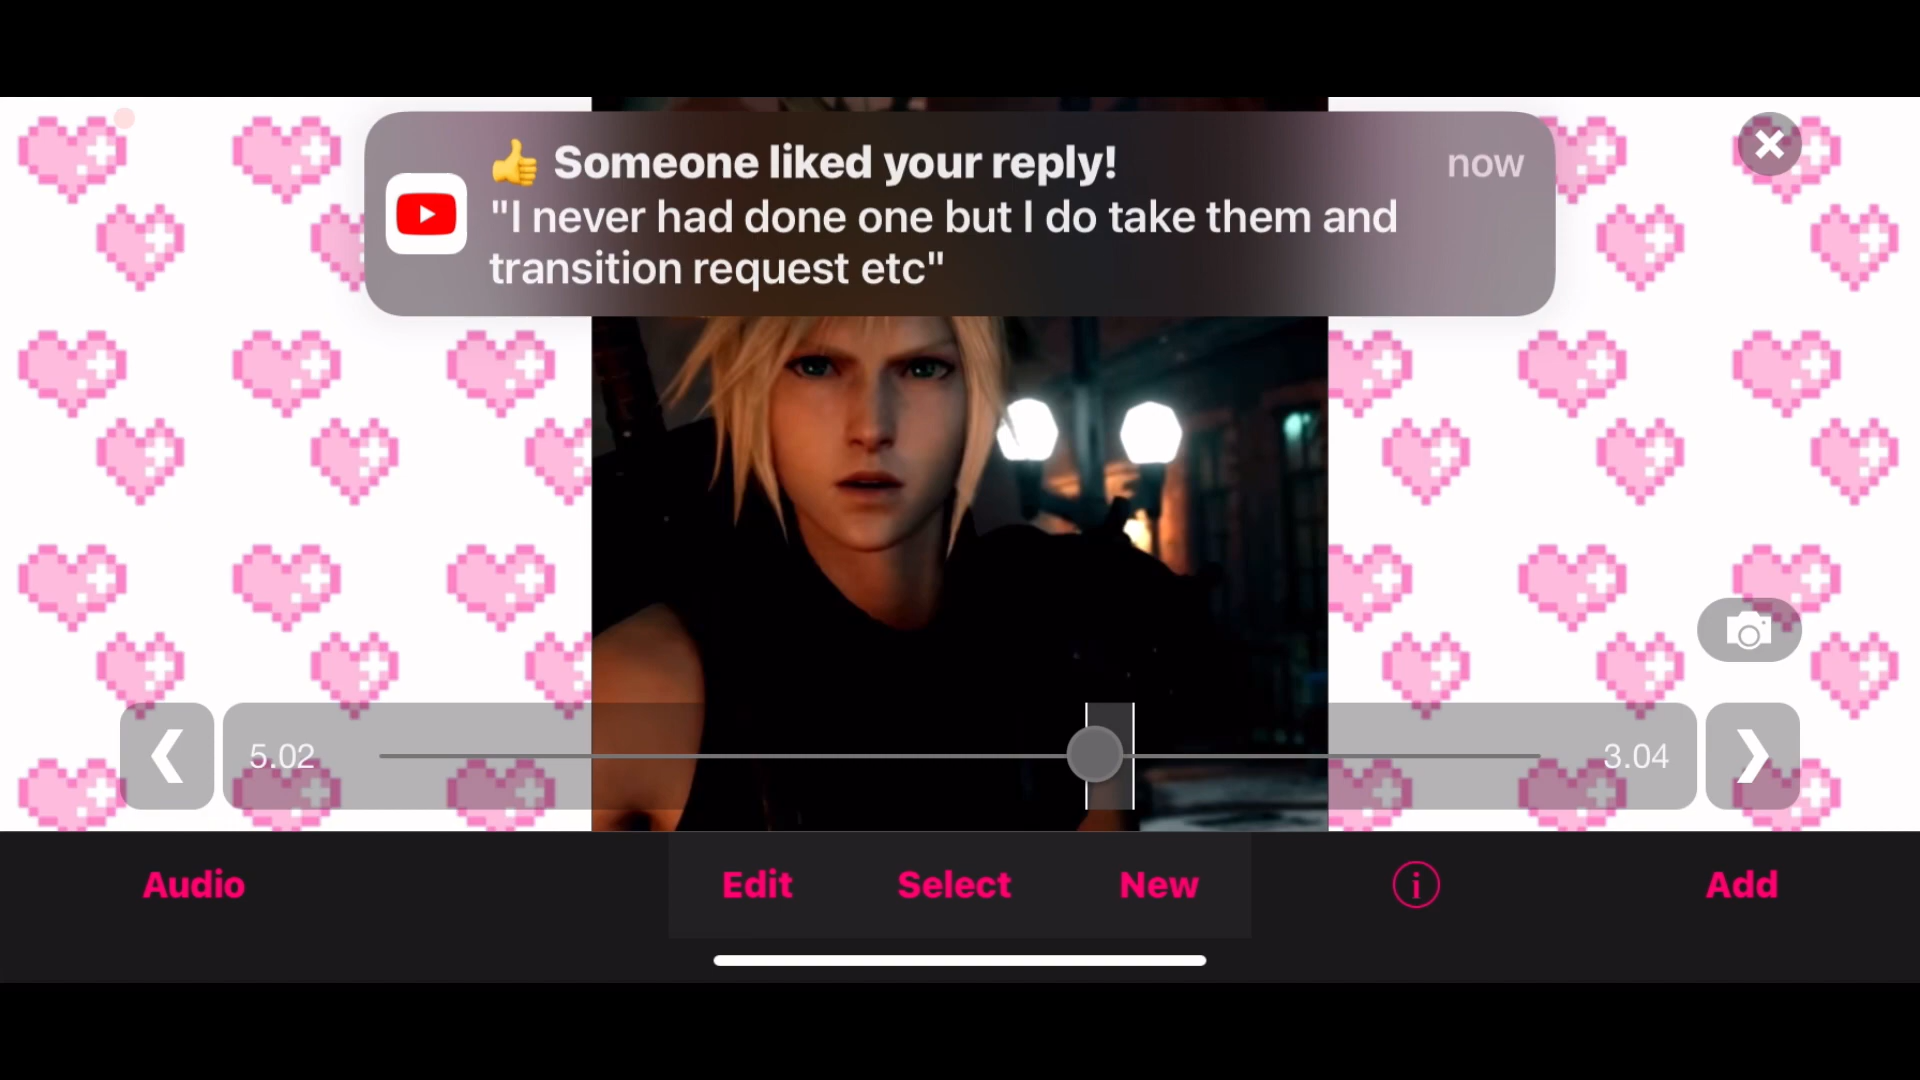 👍 Someone liked your reply!
now
"I never had done one but I do take them and
transition request etc"
5.02
3.04
Audio
Edit
Select
New
i
Add